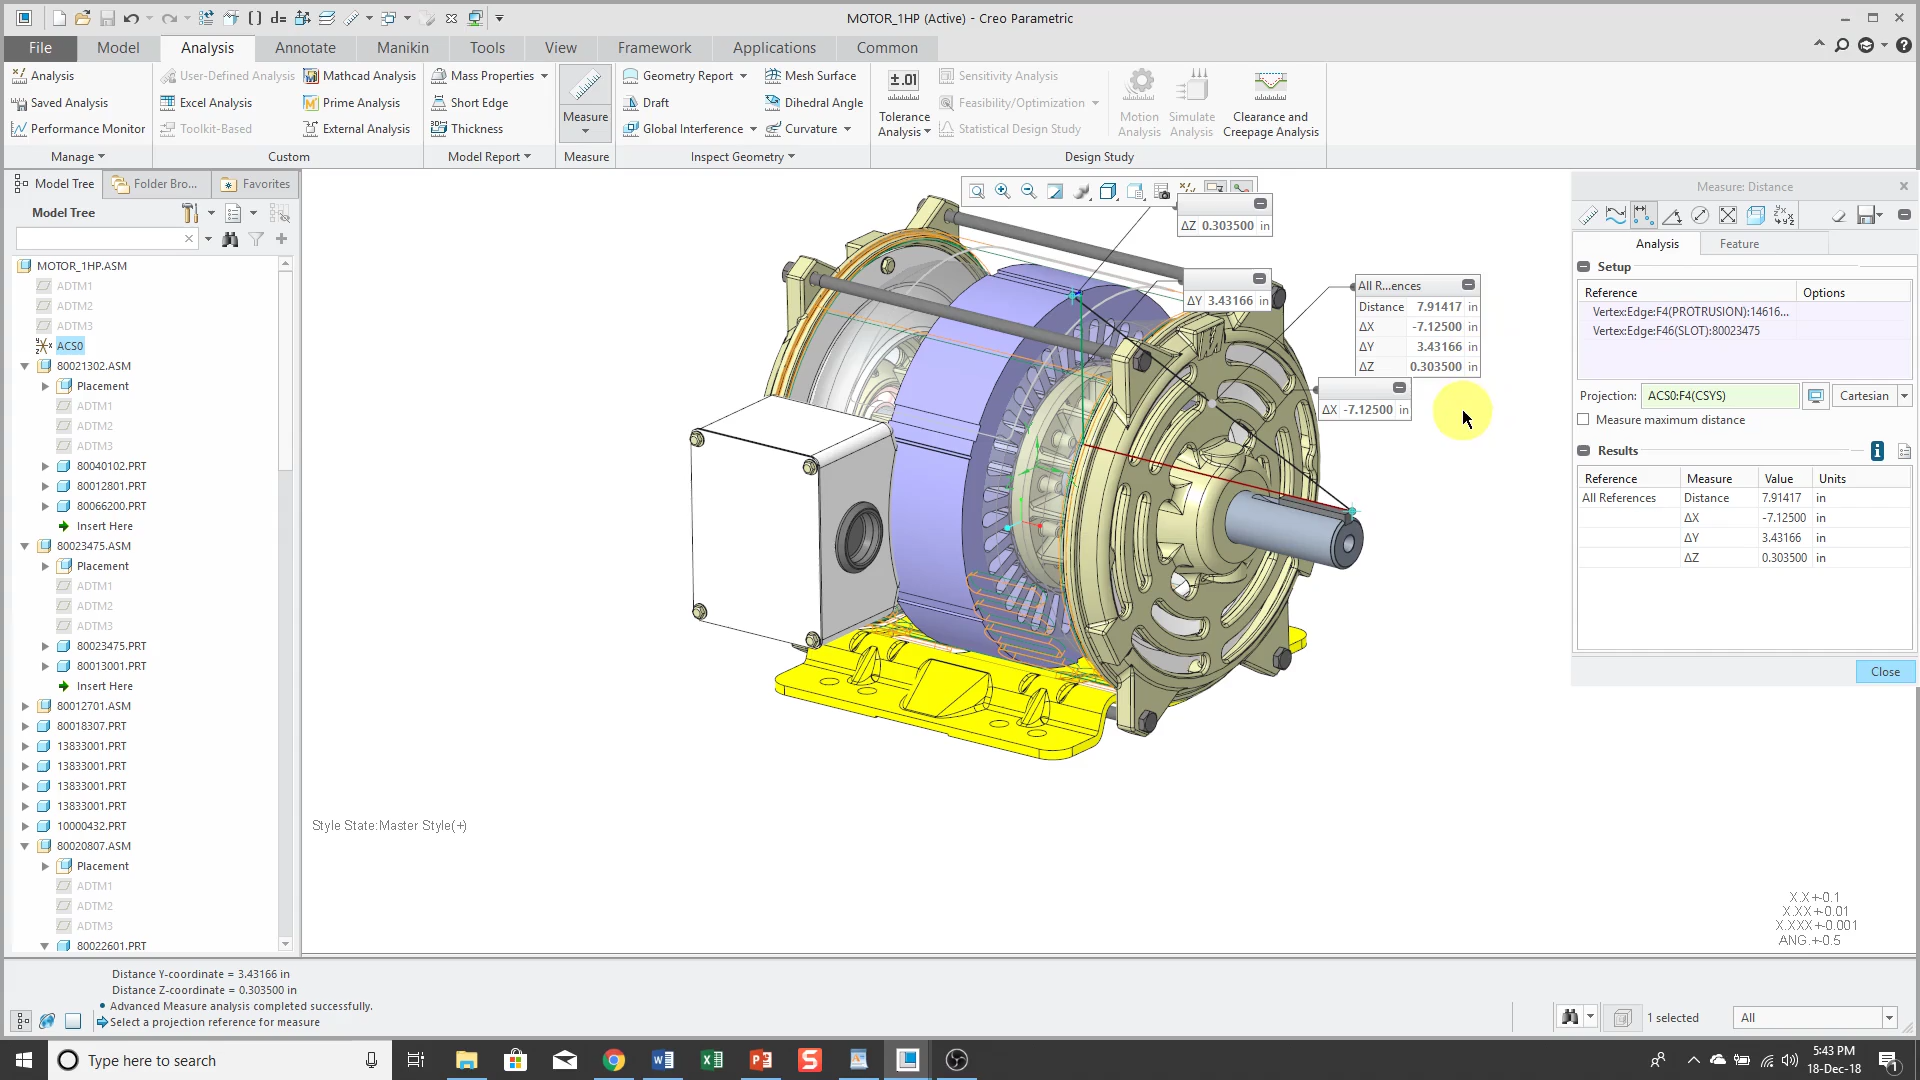 MOTOR_1HP (Active) - Creo Parametric
File
Model
Analysis
Annotate
Manikin
Tools
View
Framework
Applications
Common
Analysis
Saved Analysis
Performance Monitor
Manage
User-Defined Analysis
Excel Analysis
Toolkit-Based
Mathcad Analysis
Prime Analysis
External Analysis
Custom
Mass Properties
Short Edge
Thickness
Model Report
Measure
Measure
Geometry Report
Draft
Global Interference
Mesh Surface
Dihedral Angle
Curvature
Inspect Geometry
±.01
Tolerance
Analysis
Sensitivity Analysis
Feasibility/Optimization
Statistical Design Study
Motion
Analysis
Simulate
Analysis
Clearance and
Creepage Analysis
Design Study
Model Tree
Folder Bro...
Favorites
Model Tree
MOTOR_1HP.ASM
ADTM1
ADTM2
ADTM3
ACS0
80021302.ASM
Placement
ADTM1
ADTM2
ADTM3
80040102.PRT
80012801.PRT
80066200.PRT
Insert Here
80023475.ASM
Placement
ADTM1
ADTM2
ADTM3
80023475.PRT
80013001.PRT
Insert Here
80012701.ASM
80018307.PRT
13833001.PRT
13833001.PRT
13833001.PRT
13833001.PRT
10000432.PRT
80020807.ASM
Placement
ADTM1
ADTM2
ADTM3
80022601.PRT
ΔZ 0.303500 in
ΔY 3.43166 in
All R...ences
Distance 7.91417 in
ΔX -7.12500 in
ΔY 3.43166 in
ΔZ 0.303500 in
ΔX -7.12500 in
Style State:Master Style(+)
X.X+-0.1
X.XX+-0.01
X.XXX+-0.001
ANG.+-0.5
Measure: Distance
Analysis
Feature
Setup
Reference Options
Vertex:Edge:F4(PROTRUSION):14616...
Vertex:Edge:F46(SLOT):80023475
Projection: ACS0:F4(CSYS) Cartesian
Measure maximum distance
Results
Reference Measure Value Units
All References Distance 7.91417 in
ΔX -7.12500 in
ΔY 3.43166 in
ΔZ 0.303500 in
Close
Distance Y-coordinate = 3.43166 in
Distance Z-coordinate = 0.303500 in
• Advanced Measure analysis completed successfully.
Select a projection reference for measure
1 selected
All
Type here to search
5:43 PM
18-Dec-18
1